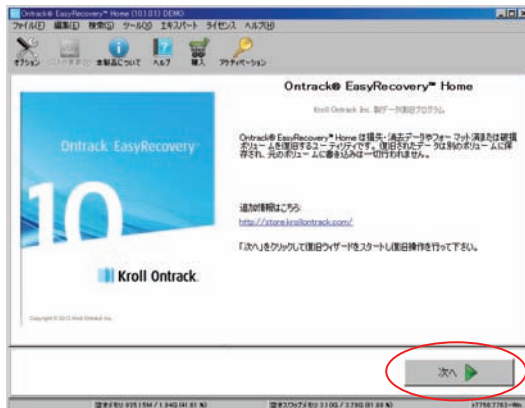 Ontrack® EasyRecovery™ Home (10.1.0.1) DEMO
ファイル(F) 編集(E) 検索(S) ツール(O) エキスパート ライセンス ヘルプ(H)
オプション 本製品について ヘルプ 購入 アクティベーション
Ontrack® EasyRecovery™ Home
Kroll Ontrack Inc. 製データ復旧プログラム
Ontrack® EasyRecovery™ Home は損失・消去データやフォーマット済または破損
ボリュームを復旧するユーティリティです。復旧されたデータは別のボリュームに保
存され、元のボリュームに書き込みは一切行われません。
Ontrack EasyRecovery™
10
追加情報はこちら:
http://store.krollontrack.com/
「次へ」をクリックして復旧ウィザードをスタートし復旧操作を行って下さい。
Kroll Ontrack.
Copyright © 2012 Kroll Ontrack Inc.
次へ